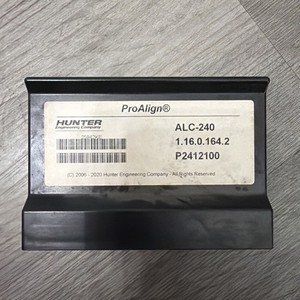 ProAlign®
HUNTER
Engineering Company
ALC-240
1.16.0.164.2
P2412100
(C) 2006 - 2020 Hunter Engineering Company - All Rights Reserved